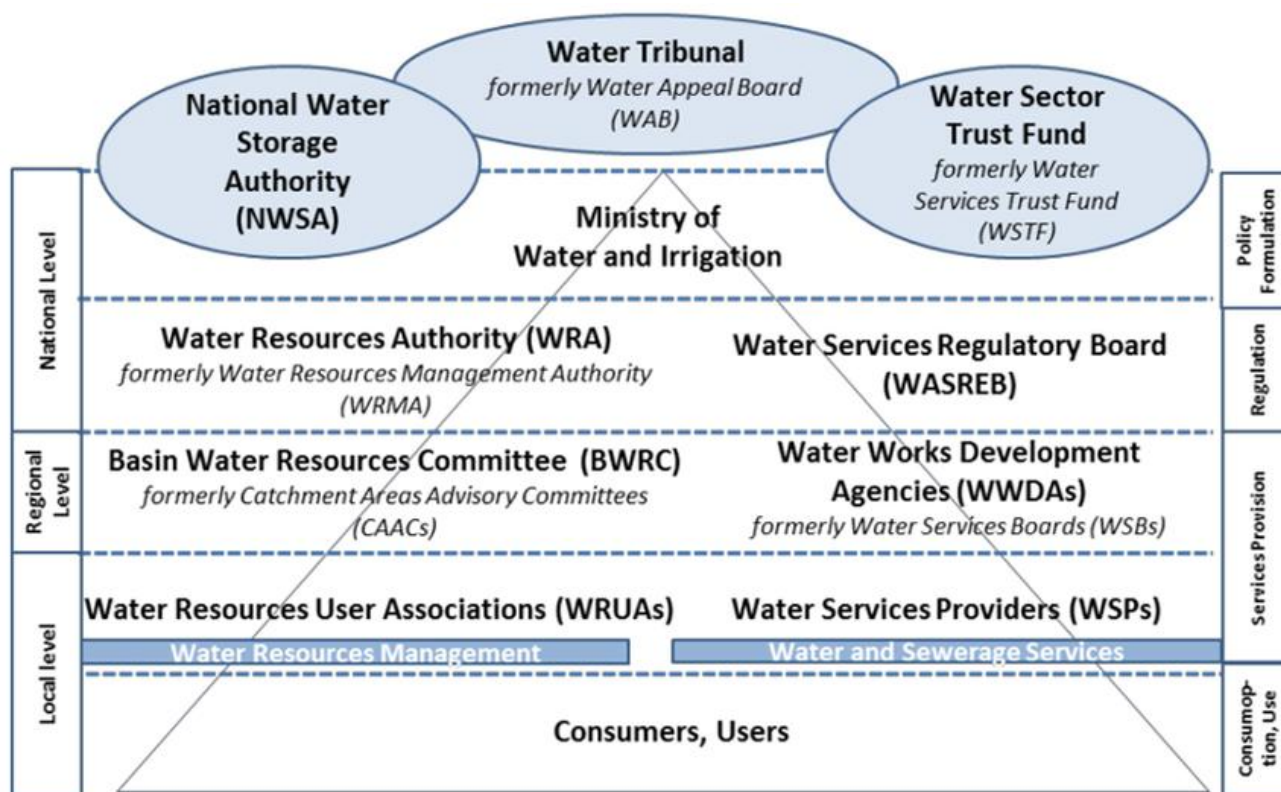 Water Tribunal
formerly Water Appeal Board
(WAB)
National Water
Storage
Authority
(NWSA)
Water Sector
Trust Fund
formerly Water
Services Trust Fund
(WSTF)
National Level
Ministry of
Water and Irrigation
Policy
Formulation
Water Resources Authority (WRA)
formerly Water Resources Management Authority
(WRMA)
Water Services Regulatory Board
(WASREB)
Regulation
Regional
Level
Basin Water Resources Committee (BWRC)
formerly Catchment Areas Advisory Committees
(CAACs)
Water Works Development
Agencies (WWDAs)
formerly Water Services Boards (WSBs)
Services Provision
Local level
Water Resources User Associations (WRUAs)
Water Services Providers (WSPs)
Water Resources Management
Water and Sewerage Services
Consumers, Users
Consumop-
tion, Use